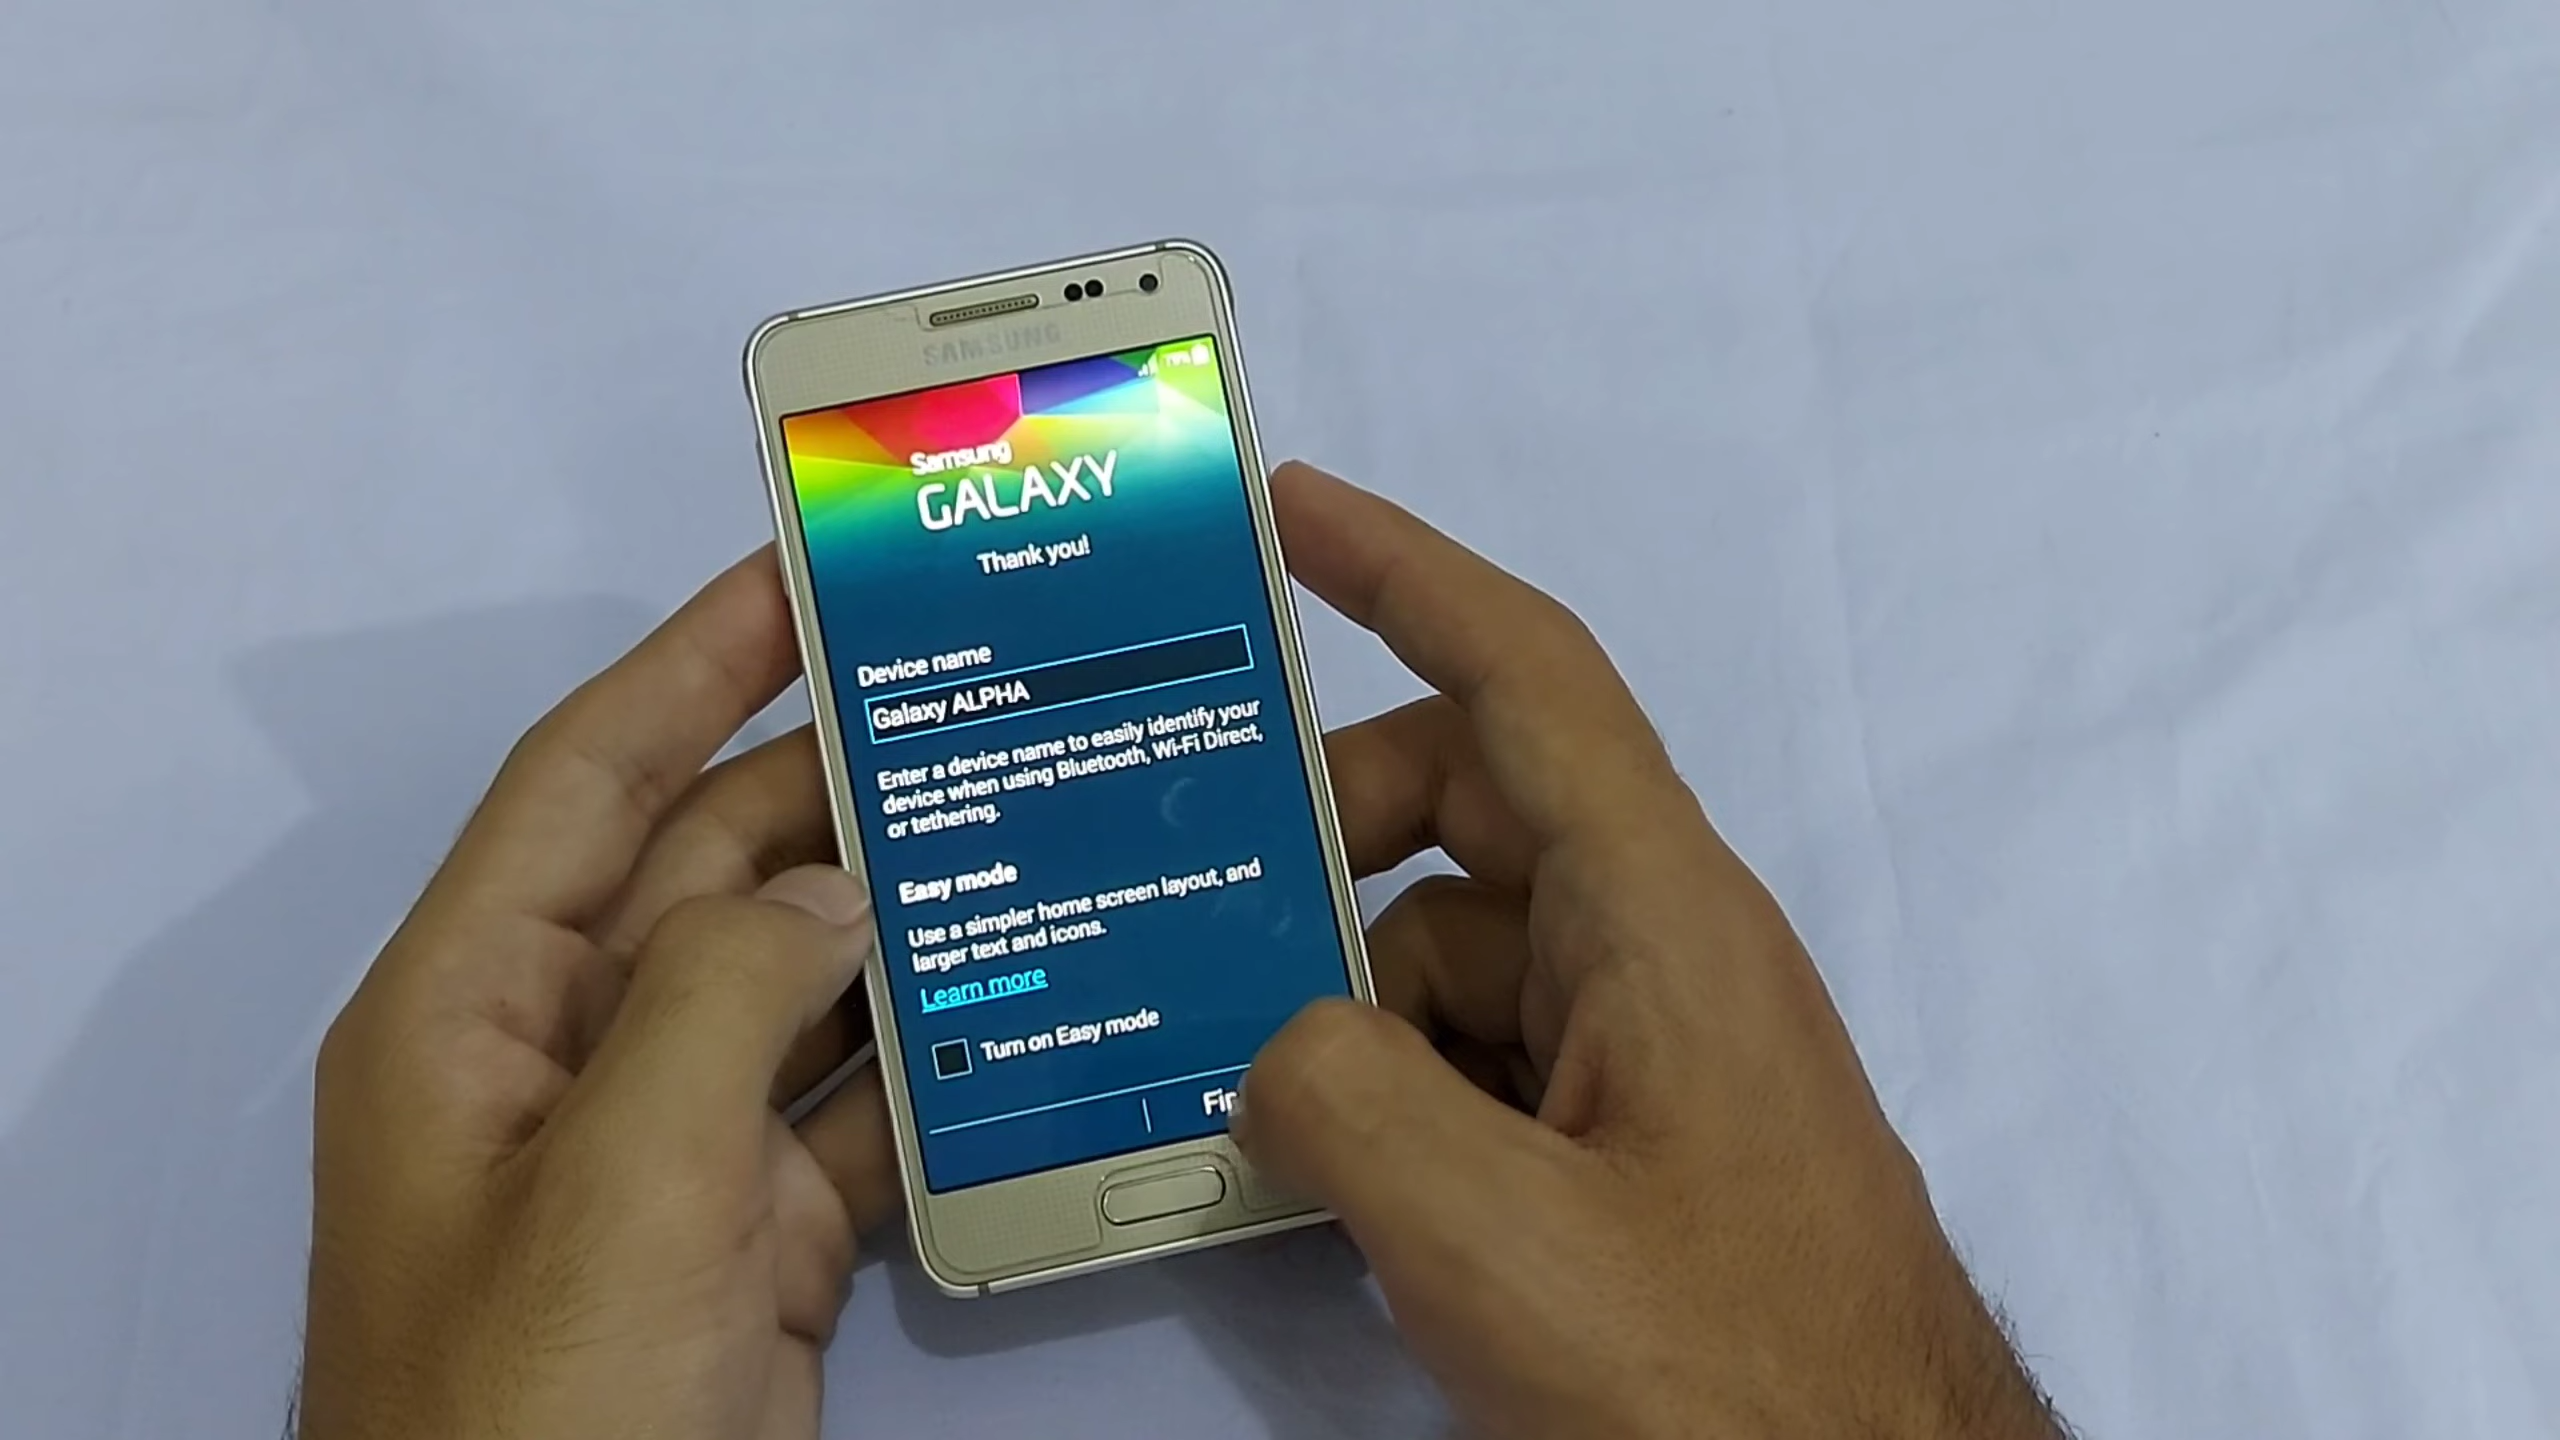 SAMSUNG
Samsung
GALAXY
Thank you!
Device name
Galaxy ALPHA
Enter a device name to easily identify your
device when using Bluetooth, Wi-Fi Direct,
or tethering.
Easy mode
Use a simpler home screen layout, and
larger text and icons.
Learn more
Turn on Easy mode
Fin